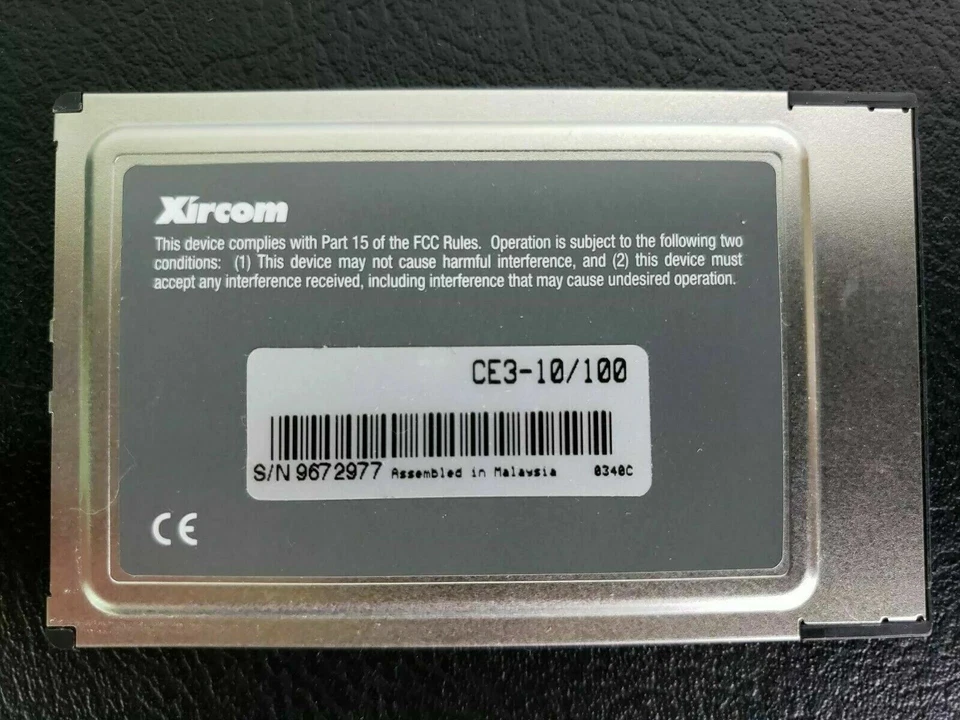 Xircom
This device complies with Part 15 of the FCC Rules. Operation is subject to the following two
conditions: (1) This device may not cause harmful interference, and (2) this device must
accept any interference received, including interference that may cause undesired operation.
CE3-10/100
S/N 9672977 Assembled in Malaysia 0340C
CE